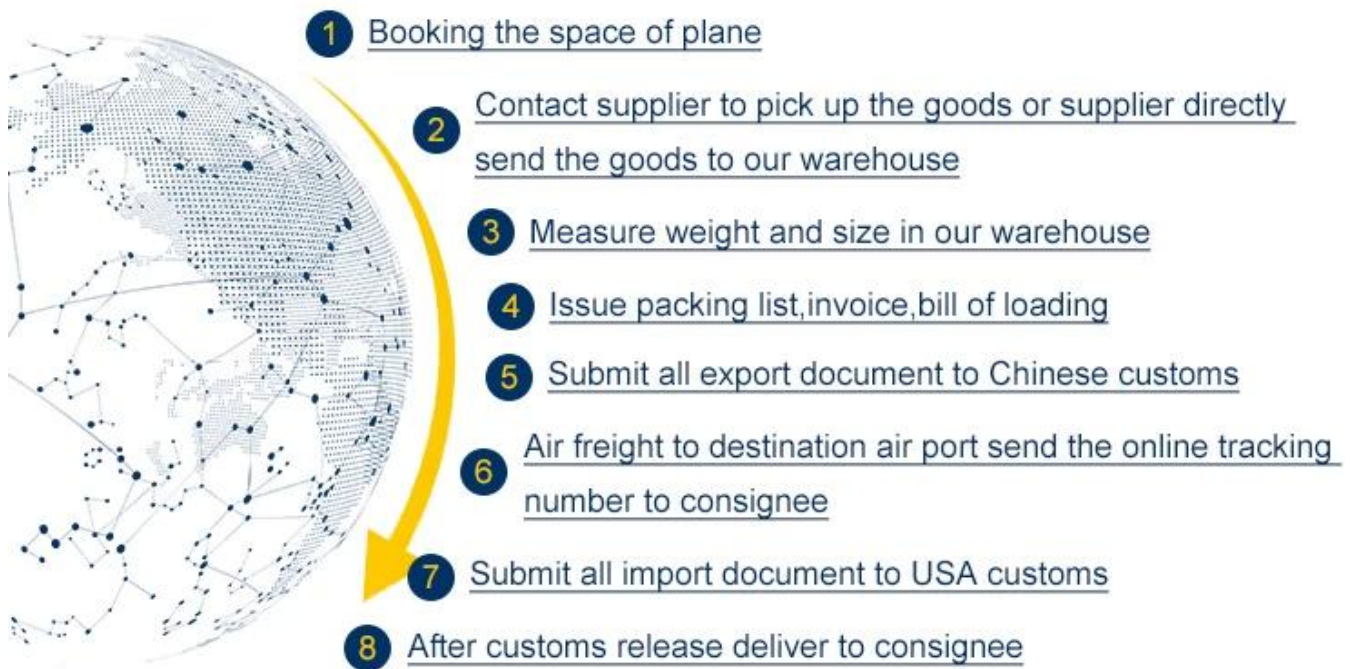 1 Booking the space of plane
2 Contact supplier to pick up the goods or supplier directly
send the goods to our warehouse
3 Measure weight and size in our warehouse
4 Issue packing list,invoice,bill of loading
5 Submit all export document to Chinese customs
6 Air freight to destination air port send the online tracking
number to consignee
7 Submit all import document to USA customs
8 After customs release deliver to consignee